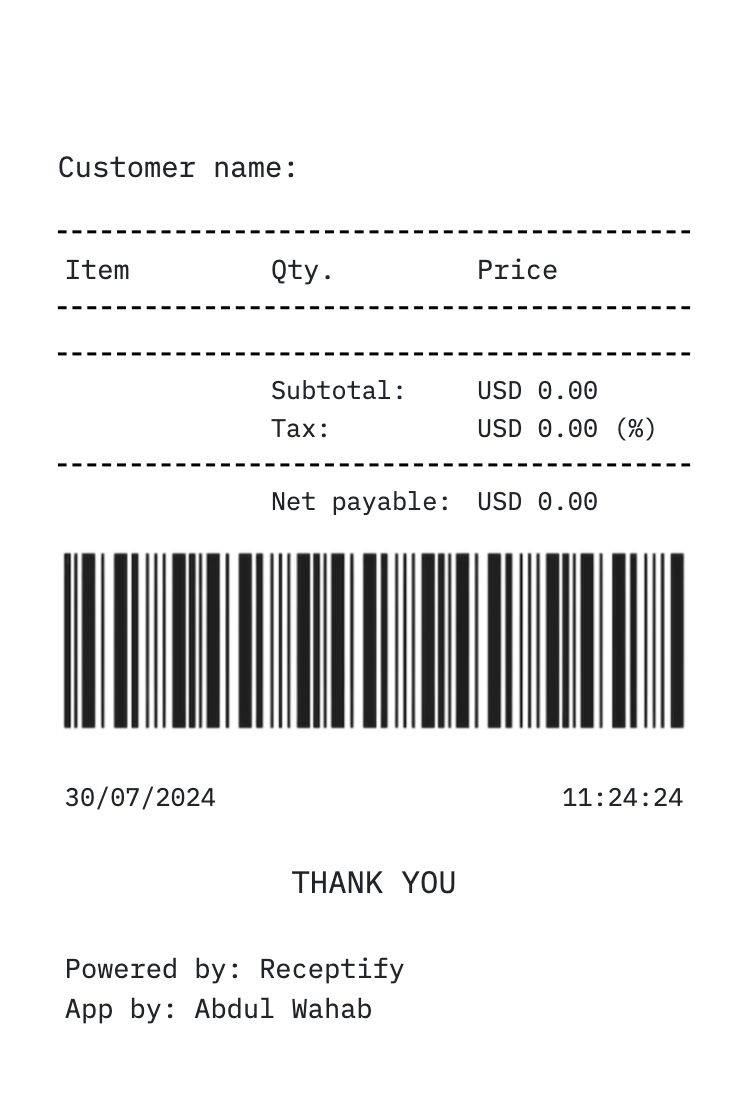 Customer name:
Item Qty. Price
Subtotal: USD 0.00
Tax: USD 0.00 (%)
Net payable: USD 0.00
30/07/2024 11:24:24
THANK YOU
Powered by: Receptify
App by: Abdul Wahab